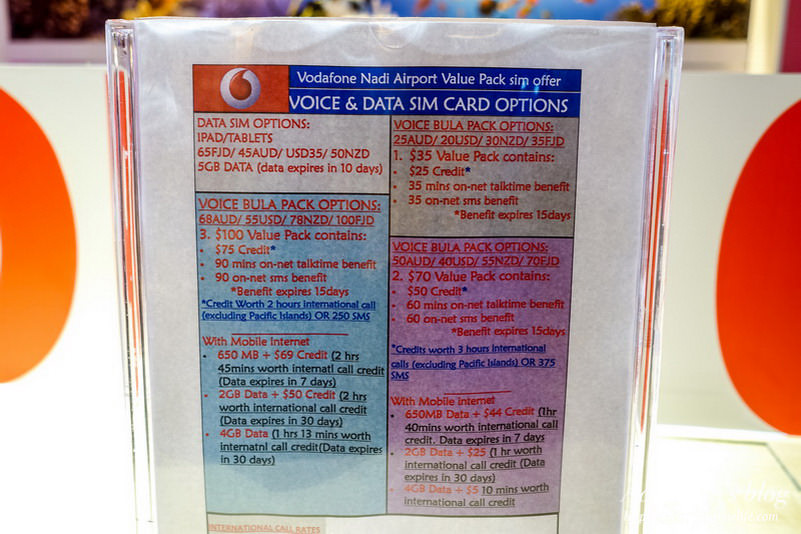 Vodafone Nadi Airport Value Pack sim offer
VOICE & DATA SIM CARD OPTIONS
DATA SIM OPTIONS:
IPAD/TABLETS
65FJD/ 45AUD/ USD35/ 50NZD
5GB DATA (data expires in 10 days)
VOICE BULA PACK OPTIONS:
25AUD/ 20USD/ 30NZD/ 35FJD
1. $35 Value Pack contains:
• $25 Credit*
• 35 mins on-net talktime benefit
• 35 on-net sms benefit
*Benefit expires 15days
VOICE BULA PACK OPTIONS:
68AUD/ 55USD/ 78NZD/ 100FJD
3. $100 Value Pack contains:
• $75 Credit*
• 90 mins on-net talktime benefit
• 90 on-net sms benefit
*Benefit expires 15days
*Credit Worth 2 hours international call
(excluding Pacific Islands) OR 250 SMS
With Mobile Internet
• 650 MB + $69 Credit (2 hrs
45mins worth internatl call credit
(Data expires in 7 days)
• 2GB Data + $50 Credit (2 hrs
worth international call credit
(Data expires in 30 days)
• 4GB Data (1 hrs 13 mins worth
internatnl call credit(Data expires
in 30 days)
VOICE BULA PACK OPTIONS:
50AUD/ 40USD/ 55NZD/ 70FJD
2. $70 Value Pack contains:
• $50 Credit*
• 60 mins on-net talktime benefit
• 60 on-net sms benefit
*Benefit expires 15days
*Credits worth 3 hours international
calls (excluding Pacific Islands) OR 375
SMS
With Mobile Internet
• 650MB Data + $44 Credit (1hr
40mins worth international call
credit. Data expires in 7 days
• 2GB Data + $25 (1 hr worth
international call credit (Data
expires in 30 days)
• 4GB Data + $5 10 mins worth
international call credit
INTERNATIONAL CALL RATES
blog